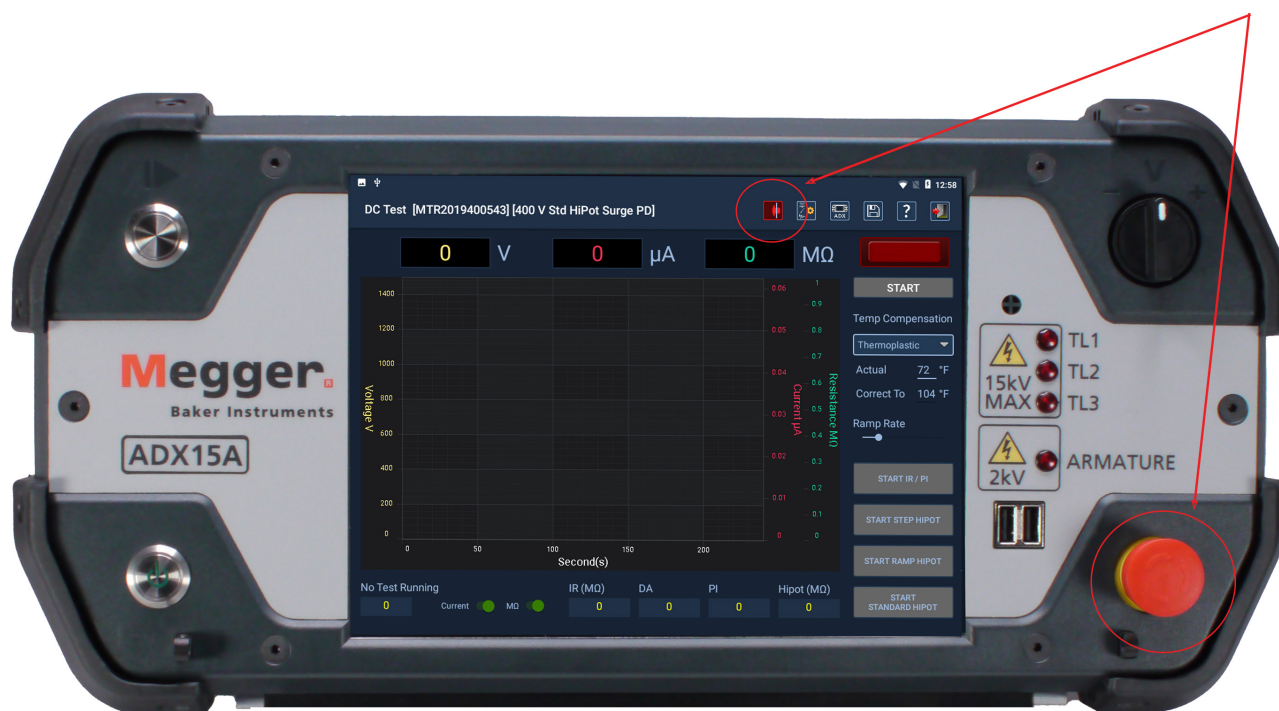 12:58
DC Test [MTR2019400543] [400 V Std HiPot Surge PD]
ADX
?
0 V
0 µA
0 MΩ
1400
1200
1000
800
600
400
200
0
Voltage V
0
50
100
150
200
Second(s)
0.06
0.05
0.04
0.03
0.02
0.01
0
Current µA
1
0.9
0.8
0.7
0.6
0.5
0.4
0.3
0.2
0.1
0
Resistance MΩ
START
Temp Compensation
Thermoplastic
Actual 72 °F
Correct To 104 °F
Ramp Rate
START IR / PI
START STEP HIPOT
START RAMP HIPOT
START
STANDARD HIPOT
No Test Running
0
Current
MΩ
IR (MΩ)
0
DA
0
PI
0
Hipot (MΩ)
0
Megger®
Baker Instruments
ADX15A
- V +
15kV
MAX
TL1
TL2
TL3
2kV
ARMATURE